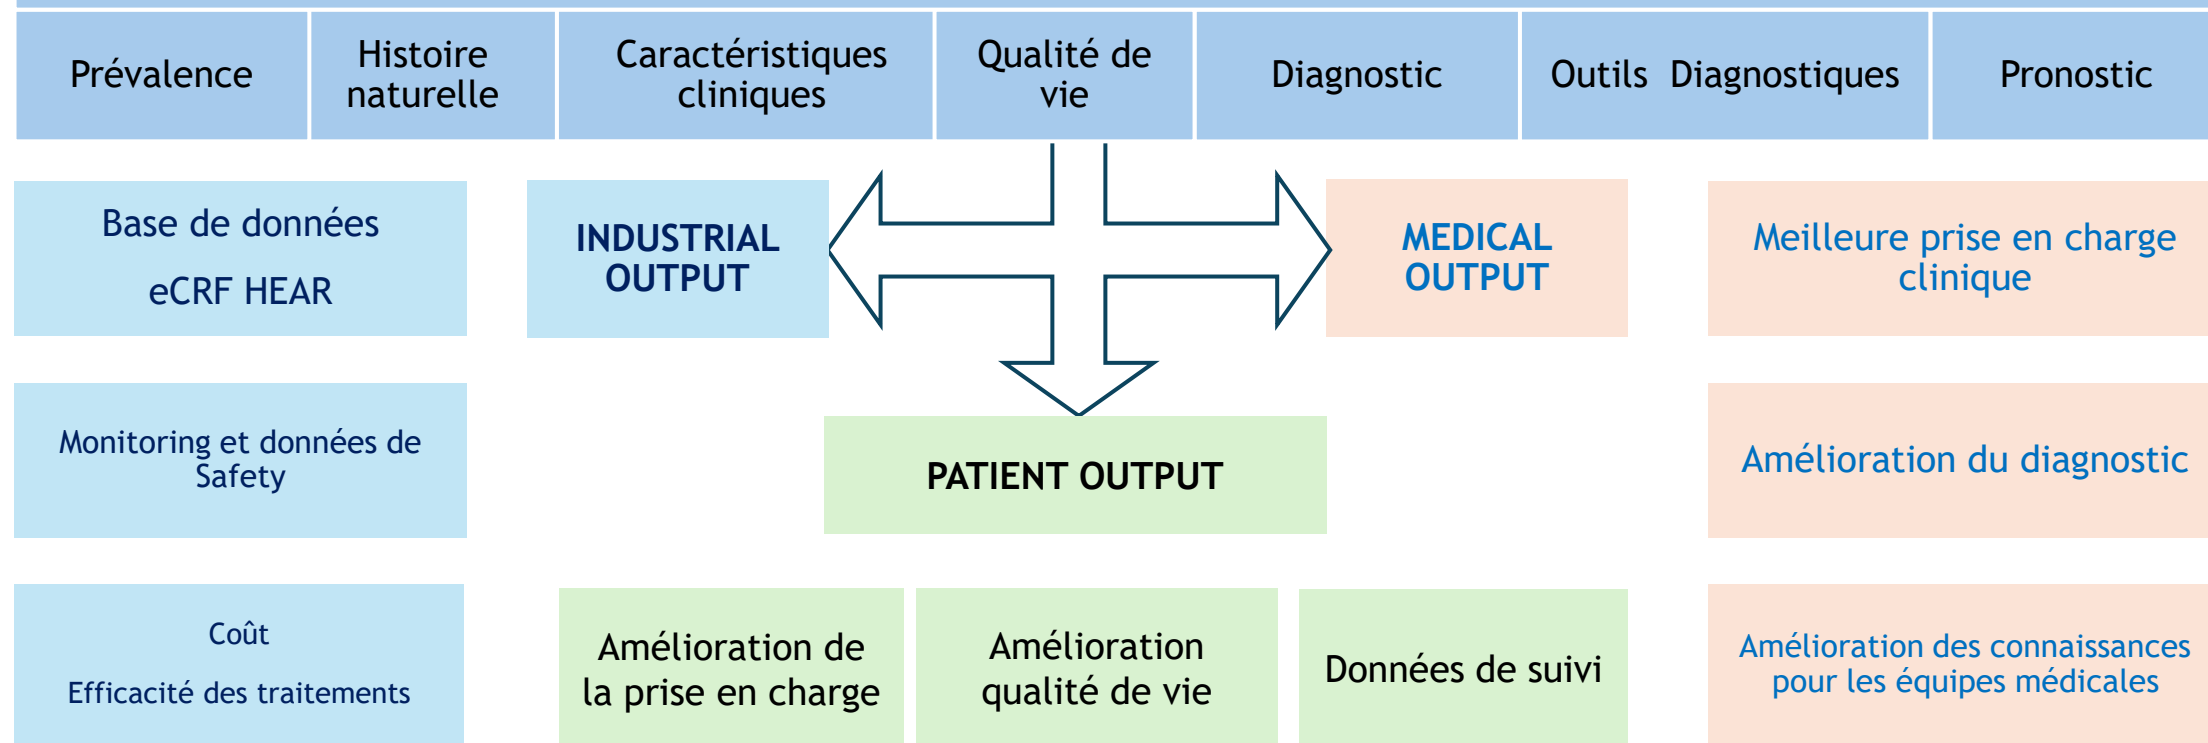 Prévalence
Histoire
naturelle
Caractéristiques
cliniques
Qualité de
vie
Diagnostic
Outils Diagnostiques
Pronostic
Base de données
eCRF HEAR
INDUSTRIAL
OUTPUT
MEDICAL
OUTPUT
Meilleure prise en charge
clinique
Monitoring et données de
Safety
PATIENT OUTPUT
Amélioration du diagnostic
Coût
Efficacité des traitements
Amélioration de
la prise en charge
Amélioration
qualité de vie
Données de suivi
Amélioration des connaissances
pour les équipes médicales